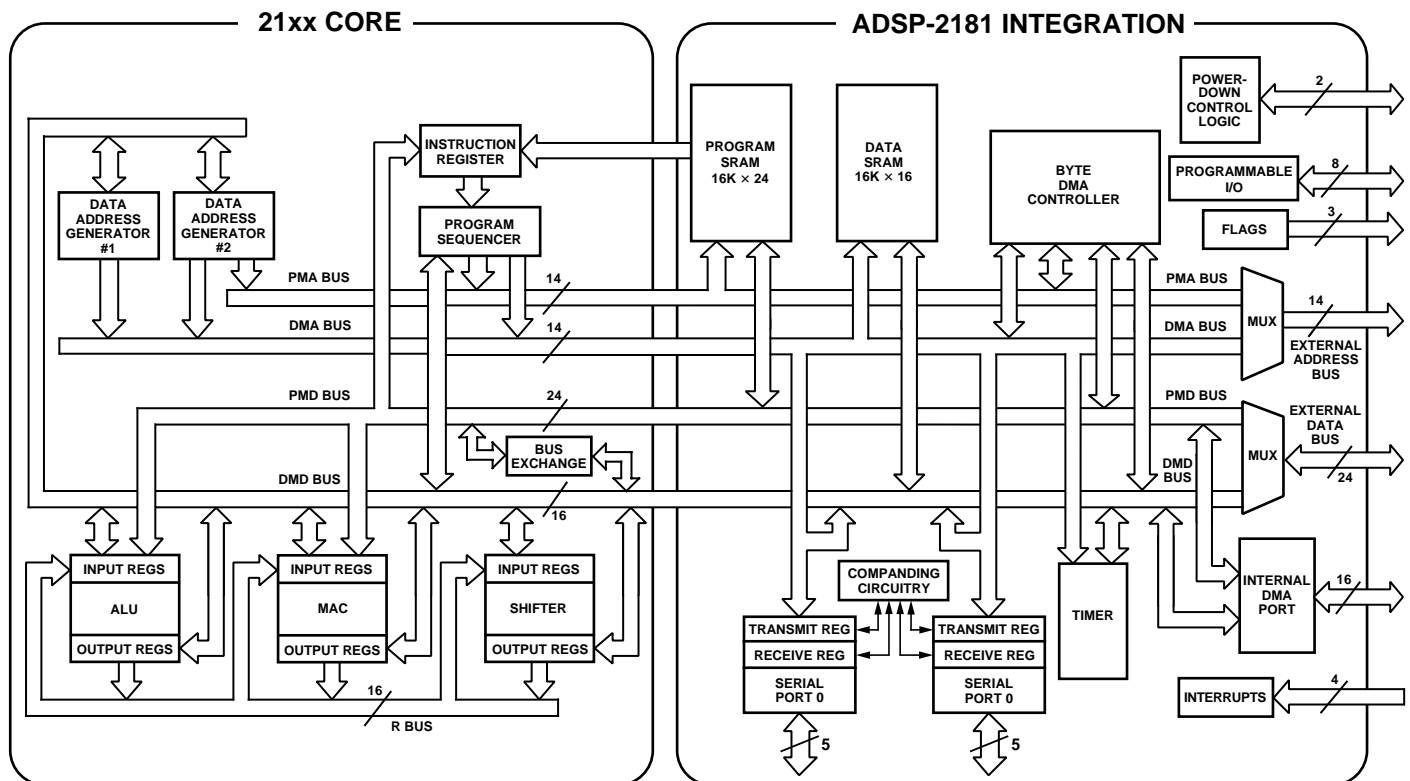 21xx CORE
ADSP-2181 INTEGRATION
POWER-
DOWN
CONTROL
LOGIC
2
PROGRAMMABLE
I/O
8
FLAGS
3
INSTRUCTION
REGISTER
PROGRAM
SRAM
16K × 24
DATA
SRAM
16K × 16
BYTE
DMA
CONTROLLER
DATA
ADDRESS
GENERATOR
#1
DATA
ADDRESS
GENERATOR
#2
PROGRAM
SEQUENCER
PMA BUS
14
PMA BUS
DMA BUS
14
DMA BUS
MUX
14
EXTERNAL
ADDRESS
BUS
PMD BUS
24
PMD BUS
EXTERNAL
DATA
BUS
BUS
EXCHANGE
DMD BUS
16
DMD
BUS
MUX
24
INPUT REGS
ALU
OUTPUT REGS
INPUT REGS
MAC
OUTPUT REGS
INPUT REGS
SHIFTER
OUTPUT REGS
16
R BUS
COMPANDING
CIRCUITRY
TRANSMIT REG
RECEIVE REG
SERIAL
PORT 0
5
TRANSMIT REG
RECEIVE REG
SERIAL
PORT 0
5
TIMER
INTERNAL
DMA
PORT
16
INTERRUPTS
4